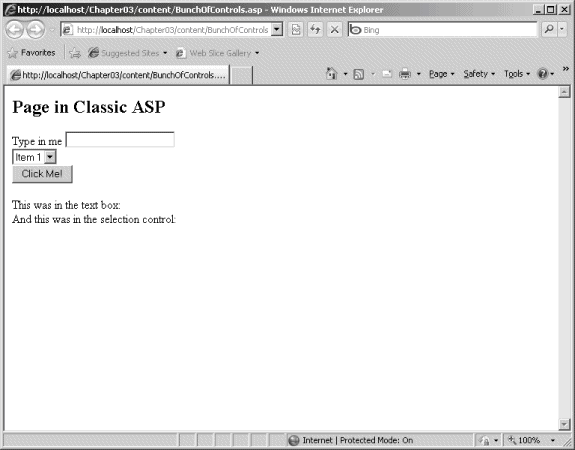 http://localhost/Chapter03/content/BunchOfControls.asp - Windows Internet Explorer
http://localhost/Chapter03/content/BunchOfControls
Bing
Favorites
Suggested Sites
Web Slice Gallery
http://localhost/Chapter03/content/BunchOfControls....
Page
Safety
Tools
Page in Classic ASP
Type in me
Item 1
Click Me!
This was in the text box:
And this was in the selection control:
Internet | Protected Mode: On
100%